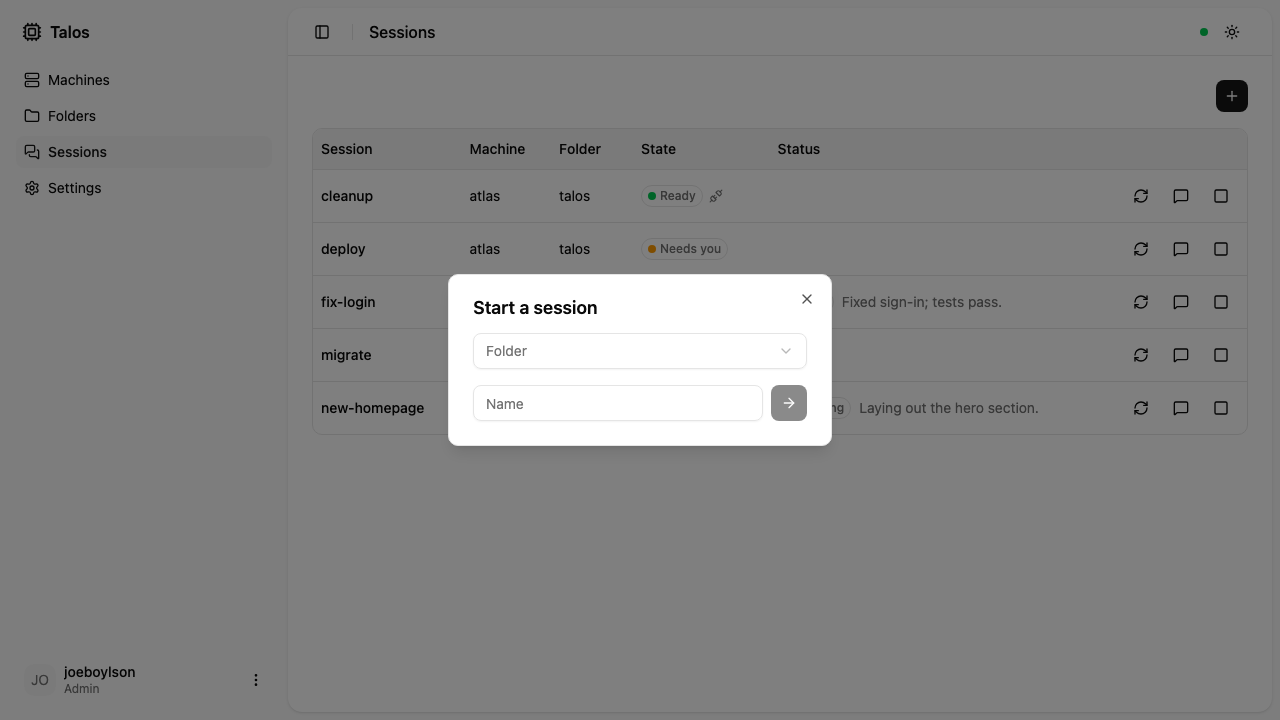 Talos
Sessions
Machines
Folders
Sessions
Settings
Session Machine Folder State Status
cleanup atlas talos Ready
deploy atlas talos Needs you
fix-login Fixed sign-in; tests pass.
migrate
new-homepage ng Laying out the hero section.
Start a session
Folder
Name
JO
joeboylson
Admin